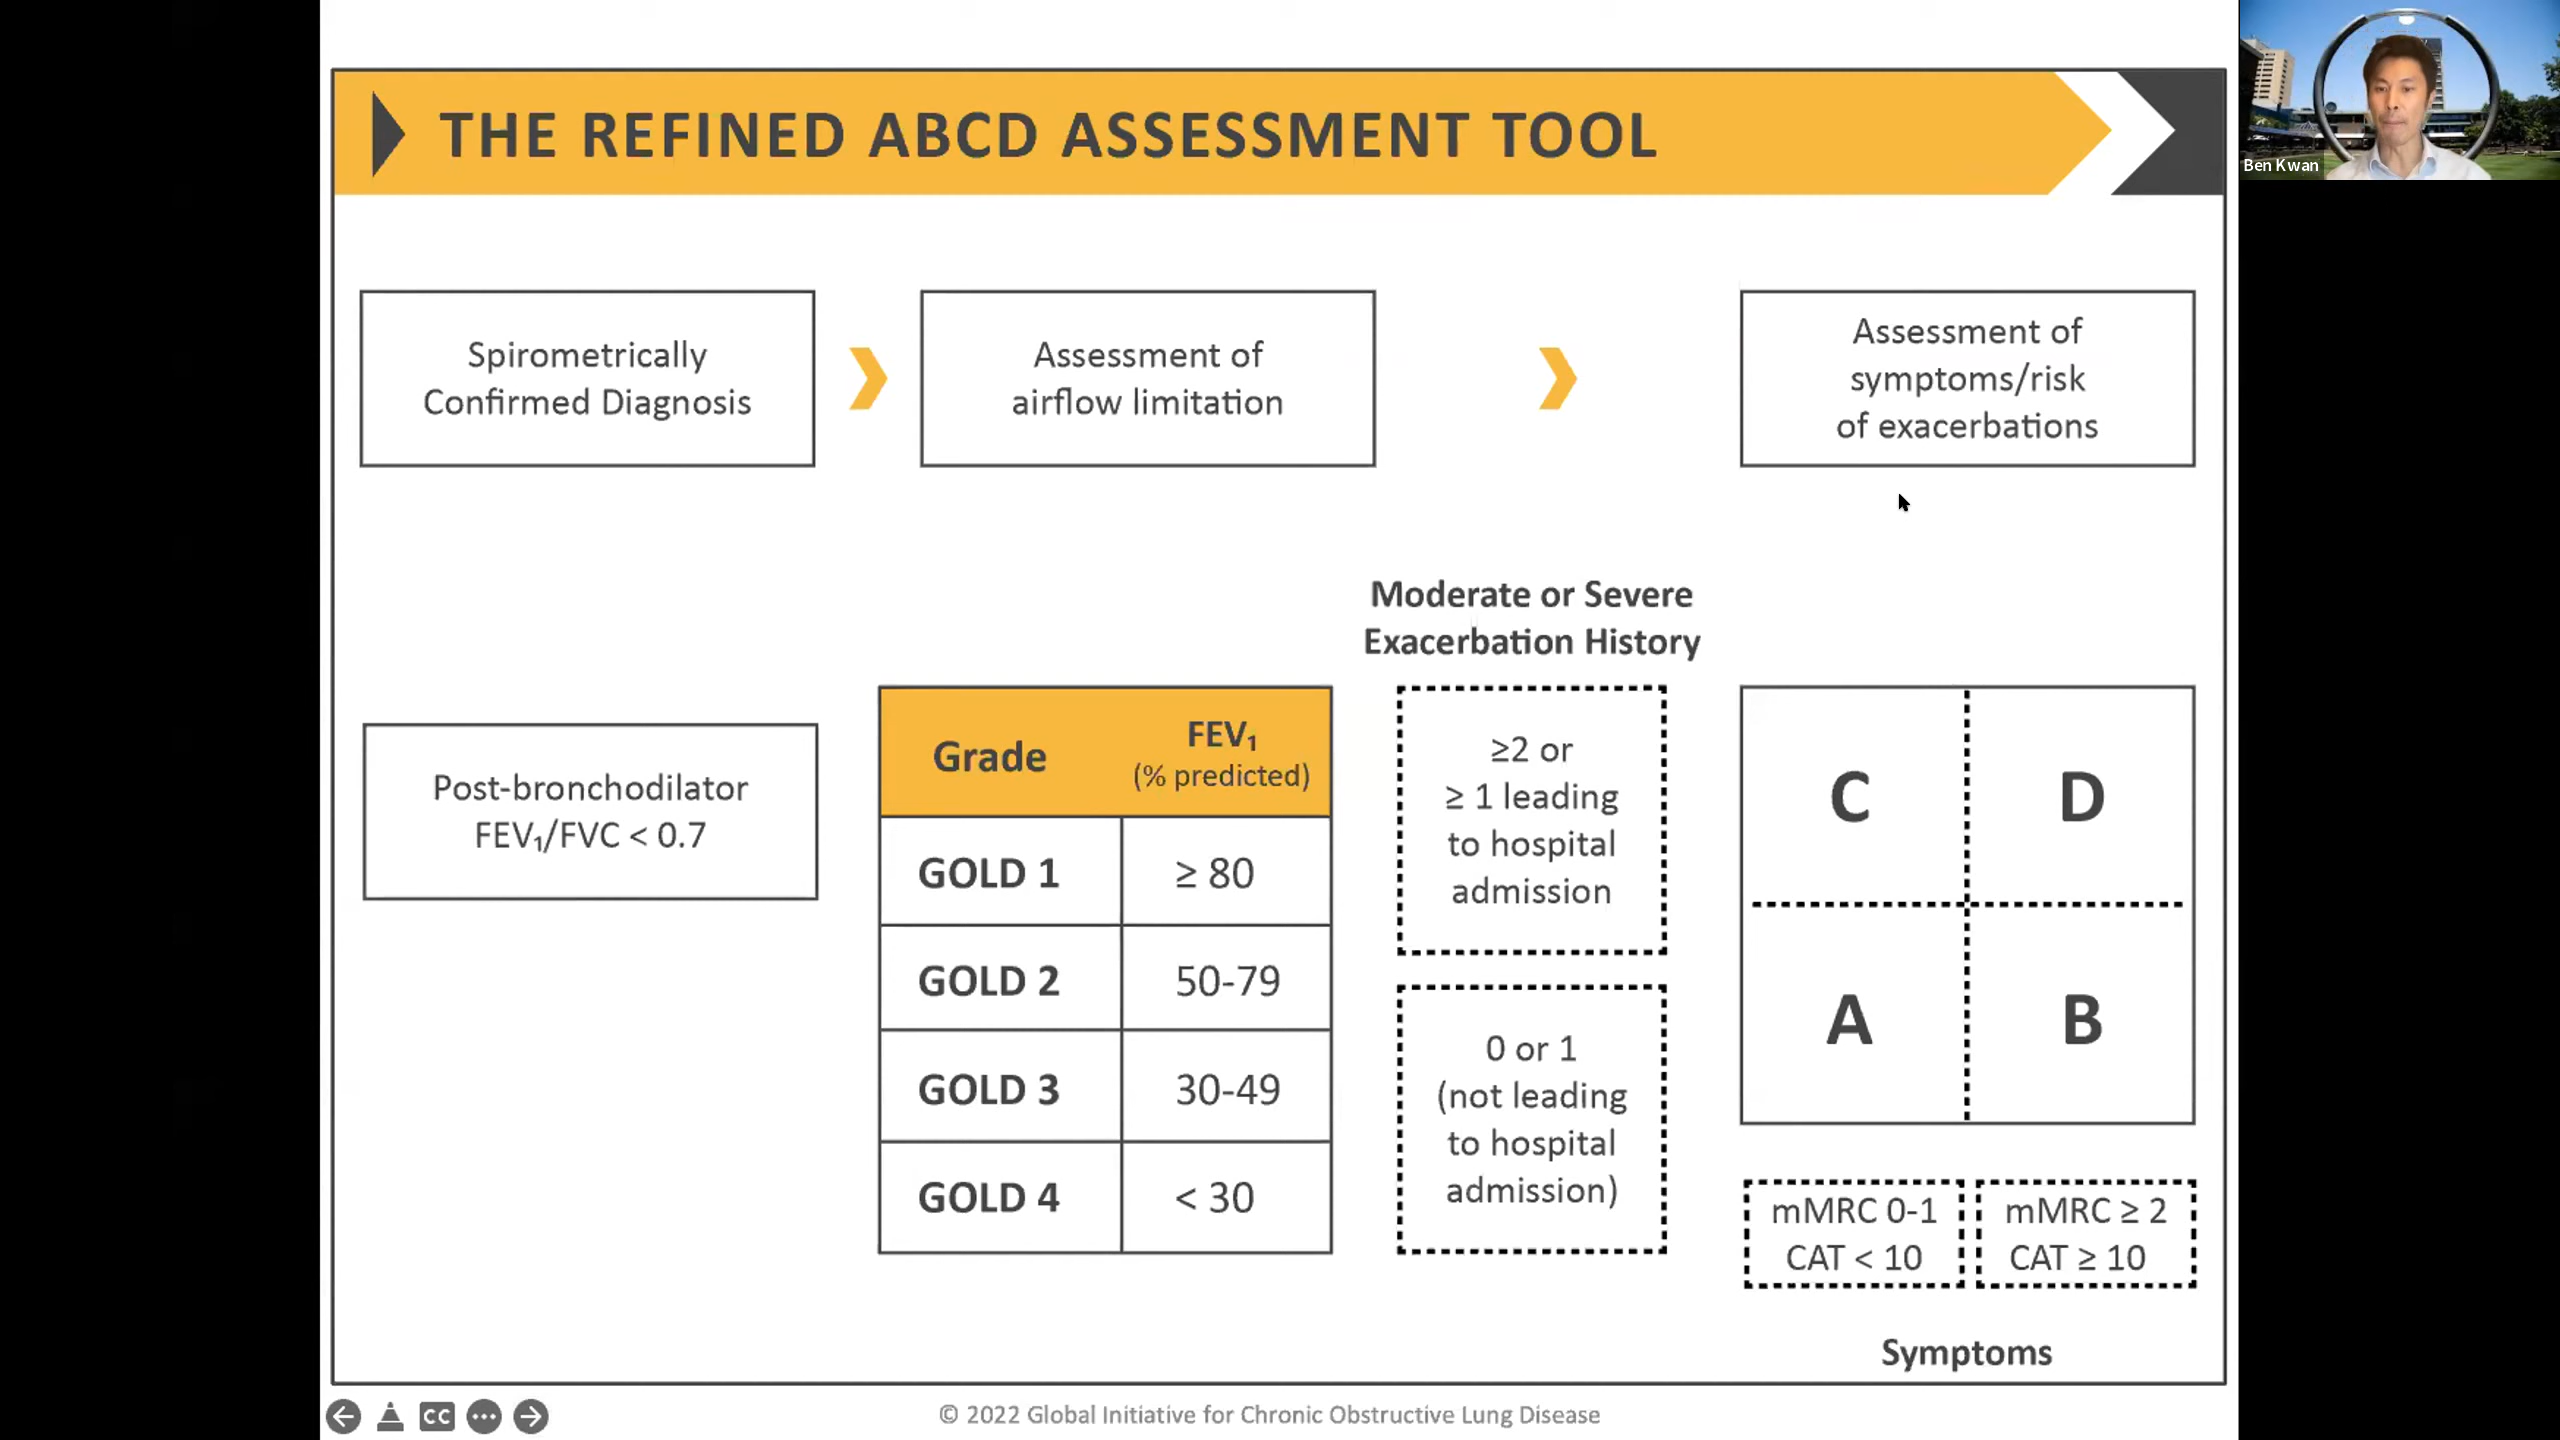 THE REFINED ABCD ASSESSMENT TOOL
Ben Kwan
Spirometrically
Confirmed Diagnosis
Assessment of
airflow limitation
Assessment of
symptoms/risk
of exacerbations
Post-bronchodilator
FEV₁/FVC < 0.7
Grade
FEV₁
(% predicted)
GOLD 1 ≥ 80
GOLD 2 50-79
GOLD 3 30-49
GOLD 4 < 30
Moderate or Severe
Exacerbation History
≥2 or
≥ 1 leading
to hospital
admission
0 or 1
(not leading
to hospital
admission)
C D
A B
mMRC 0-1
CAT < 10
mMRC ≥ 2
CAT ≥ 10
Symptoms
CC
© 2022 Global Initiative for Chronic Obstructive Lung Disease